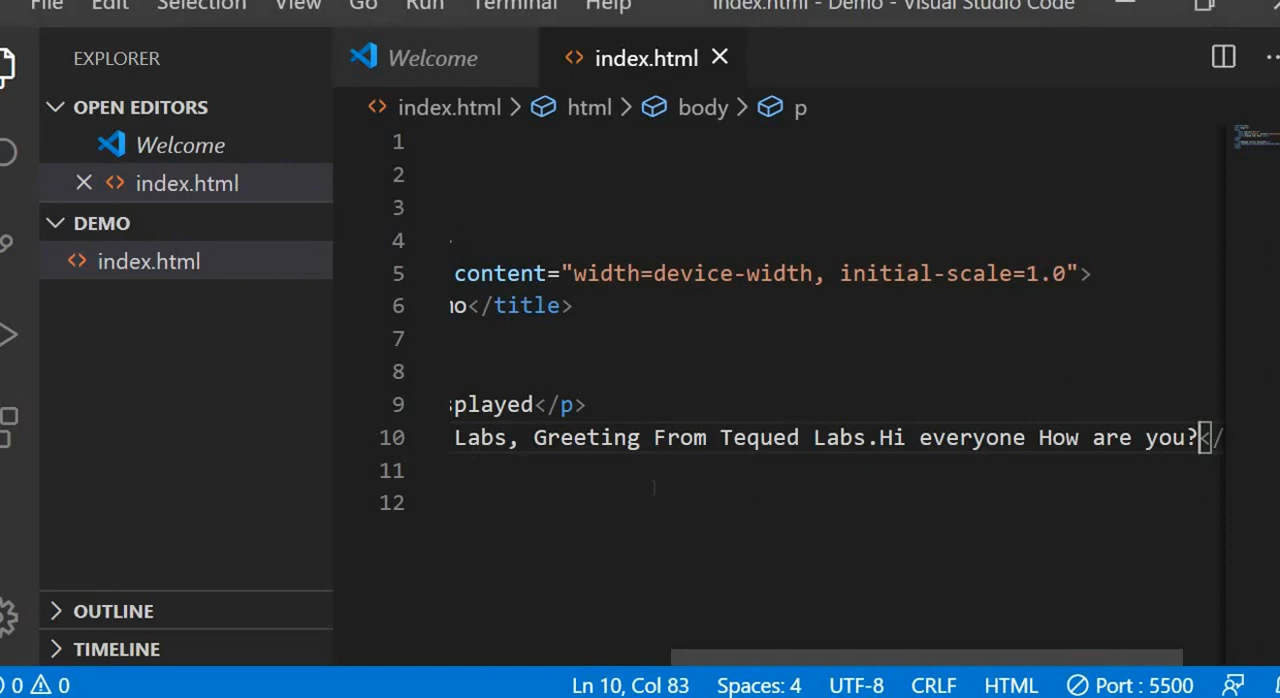 File Edit Selection View Go Run Terminal Help index.html - Demo - Visual Studio Code
EXPLORER
OPEN EDITORS
Welcome
index.html
DEMO
index.html
OUTLINE
TIMELINE
Welcome index.html
index.html > html > body > p
1
2
3
4
5 content="width=device-width, initial-scale=1.0">
6 mo</title>
7
8
9 splayed</p>
10 Labs, Greeting From Tequed Labs.Hi everyone How are you?</
11
12
0 0 Ln 10, Col 83 Spaces: 4 UTF-8 CRLF HTML Port : 5500